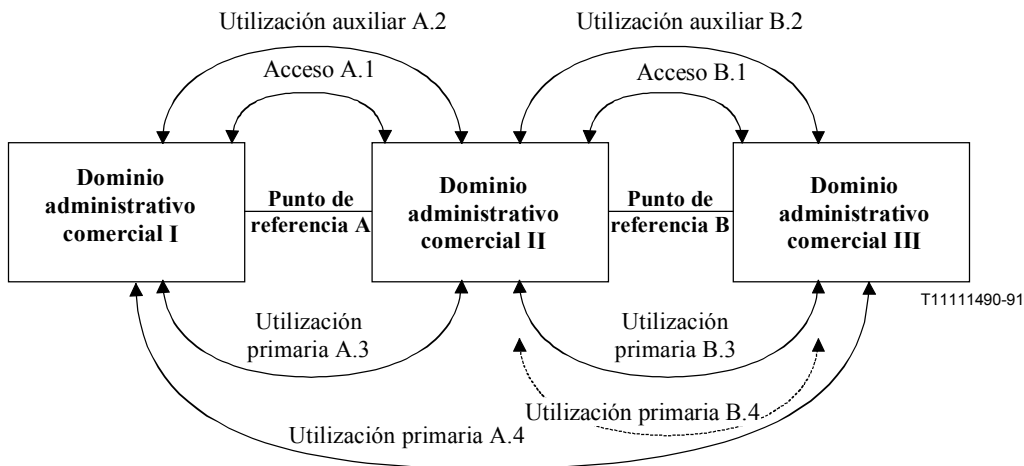 Utilización auxiliar A.2
Utilización auxiliar B.2
Acceso A.1
Acceso B.1
Dominio
administrativo
comercial I
Punto de
referencia A
Dominio
administrativo
comercial II
Punto de
referencia B
Dominio
administrativo
comercial III
T11111490-91
Utilización
primaria A.3
Utilización
primaria B.3
Utilización primaria B.4
Utilización primaria A.4